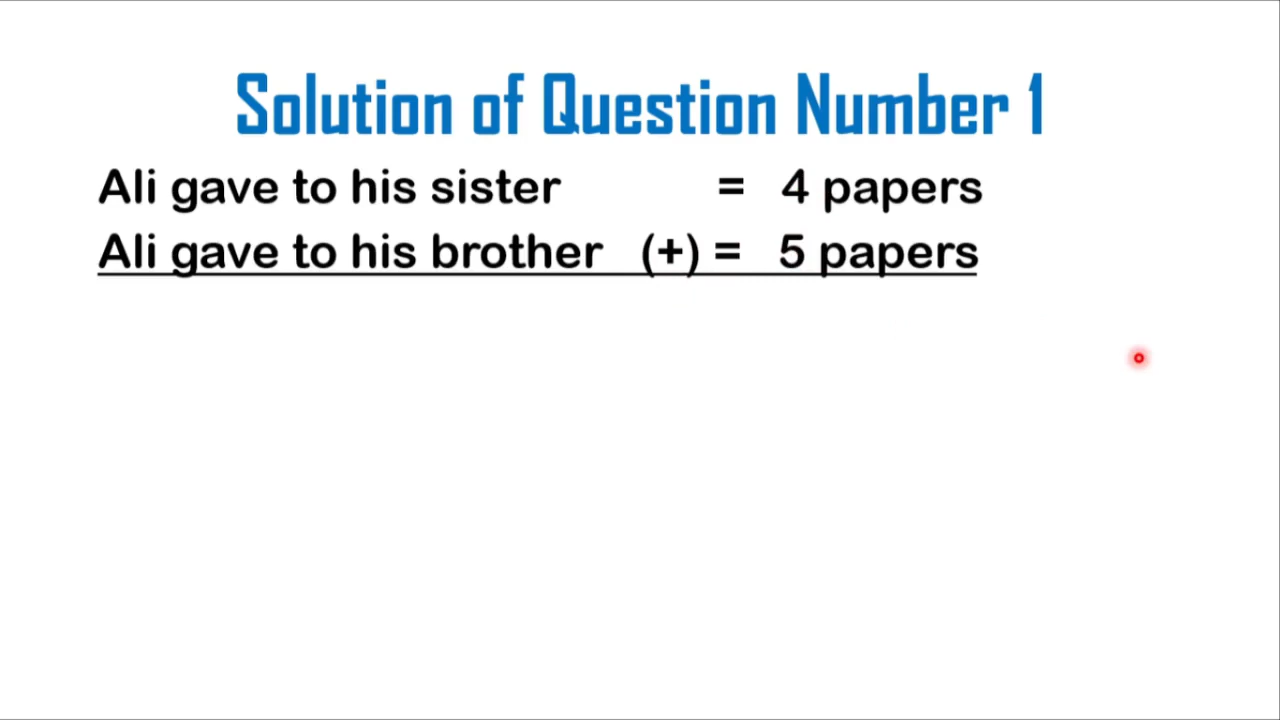 Solution of Question Number 1
Ali gave to his sister = 4 papers
Ali gave to his brother (+) = 5 papers